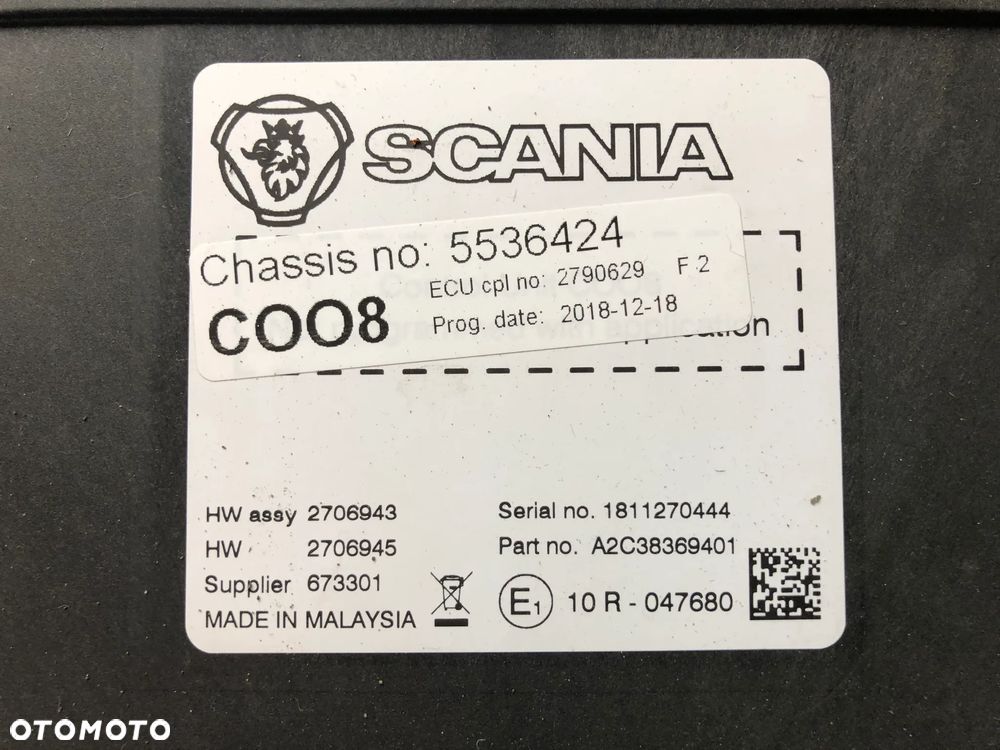 SCANIA
Chassis no: 5536424
ECU cpl no: 2790629 F 2
COO8
Prog. date: 2018-12-18
HW assy 2706943
Serial no. 1811270444
HW 2706945
Part no. A2C38369401
Supplier 673301
E1 10 R - 047680
MADE IN MALAYSIA
OTOMOTO